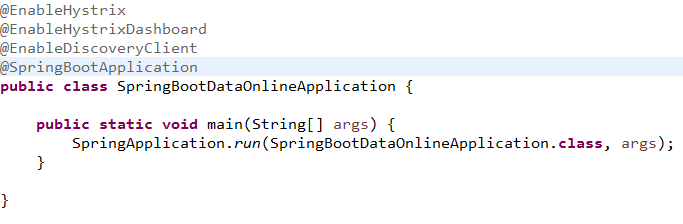 @EnableHystrix
@EnableHystrixDashboard
@EnableDiscoveryClient
@SpringBootApplication
public class SpringBootDataOnlineApplication {
    public static void main(String[] args) {
        SpringApplication.run(SpringBootDataOnlineApplication.class, args);
    }
}